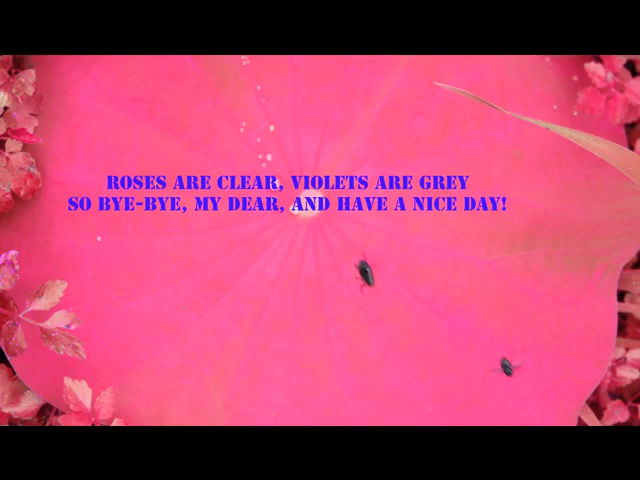 ROSES ARE CLEAR, VIOLETS ARE GREY
SO BYE-BYE, MY DEAR, AND HAVE A NICE DAY!